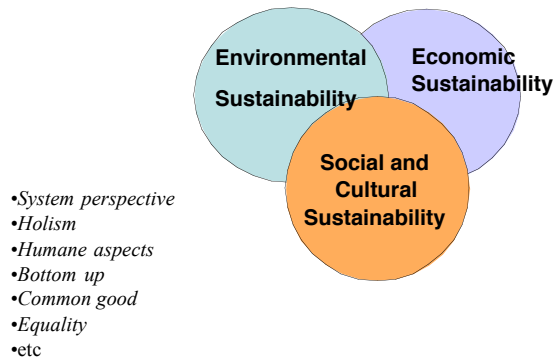 Environmental
Sustainability
Economic
Sustainability
Social and
Cultural
Sustainability
•System perspective
•Holism
•Humane aspects
•Bottom up
•Common good
•Equality
•etc